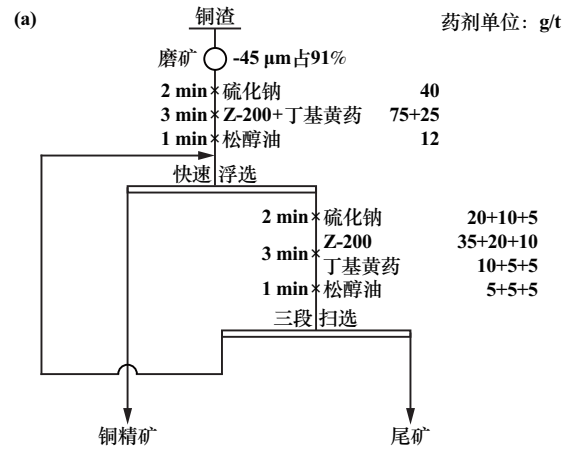 (a)
铜渣
药剂单位：g/t
磨矿
-45 μm占91%
2 min 硫化钠 40
3 min Z-200+丁基黄药 75+25
1 min 松醇油 12
快速 浮选
2 min 硫化钠 20+10+5
Z-200 35+20+10
3 min
丁基黄药 10+5+5
1 min 松醇油 5+5+5
三段 扫选
铜精矿
尾矿